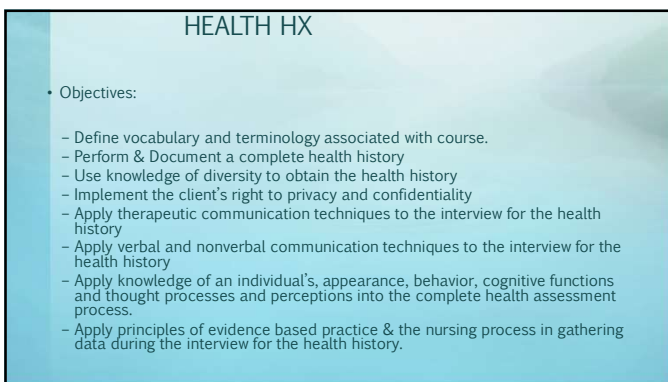 HEALTH HX
• Objectives:
– Define vocabulary and terminology associated with course.
– Perform & Document a complete health history
– Use knowledge of diversity to obtain the health history
– Implement the client's right to privacy and confidentiality
– Apply therapeutic communication techniques to the interview for the health
history
– Apply verbal and nonverbal communication techniques to the interview for the
health history
– Apply knowledge of an individual's, appearance, behavior, cognitive functions
and thought processes and perceptions into the complete health assessment
process.
– Apply principles of evidence based practice & the nursing process in gathering
data during the interview for the health history.